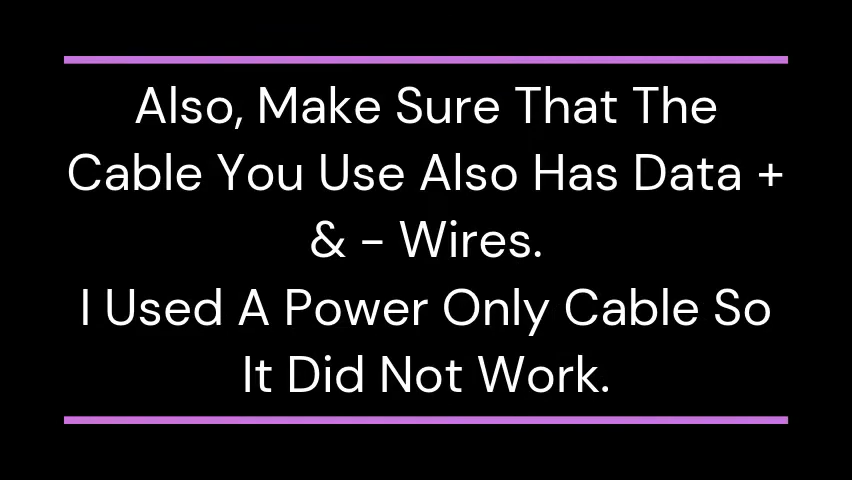 Also, Make Sure That The
Cable You Use Also Has Data +
& - Wires.
I Used A Power Only Cable So
It Did Not Work.